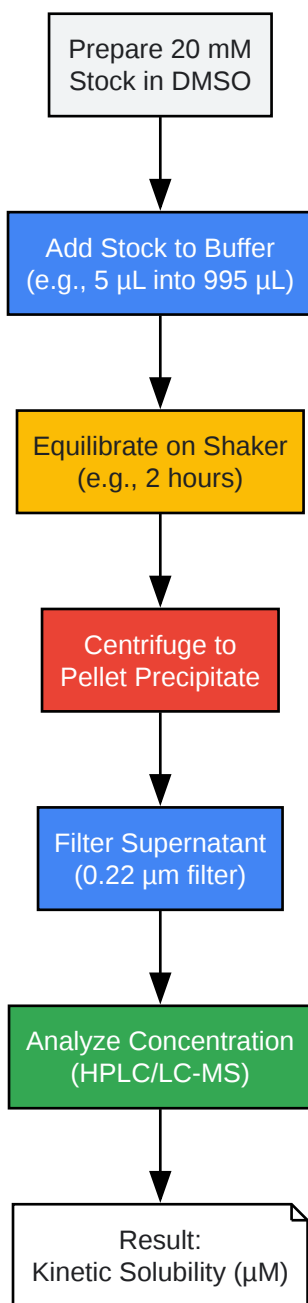 Prepare 20 mM
Stock in DMSO
Add Stock to Buffer
(e.g., 5 µL into 995 µL)
Equilibrate on Shaker
(e.g., 2 hours)
Centrifuge to
Pellet Precipitate
Filter Supernatant
(0.22 µm filter)
Analyze Concentration
(HPLC/LC-MS)
Result:
Kinetic Solubility (µM)